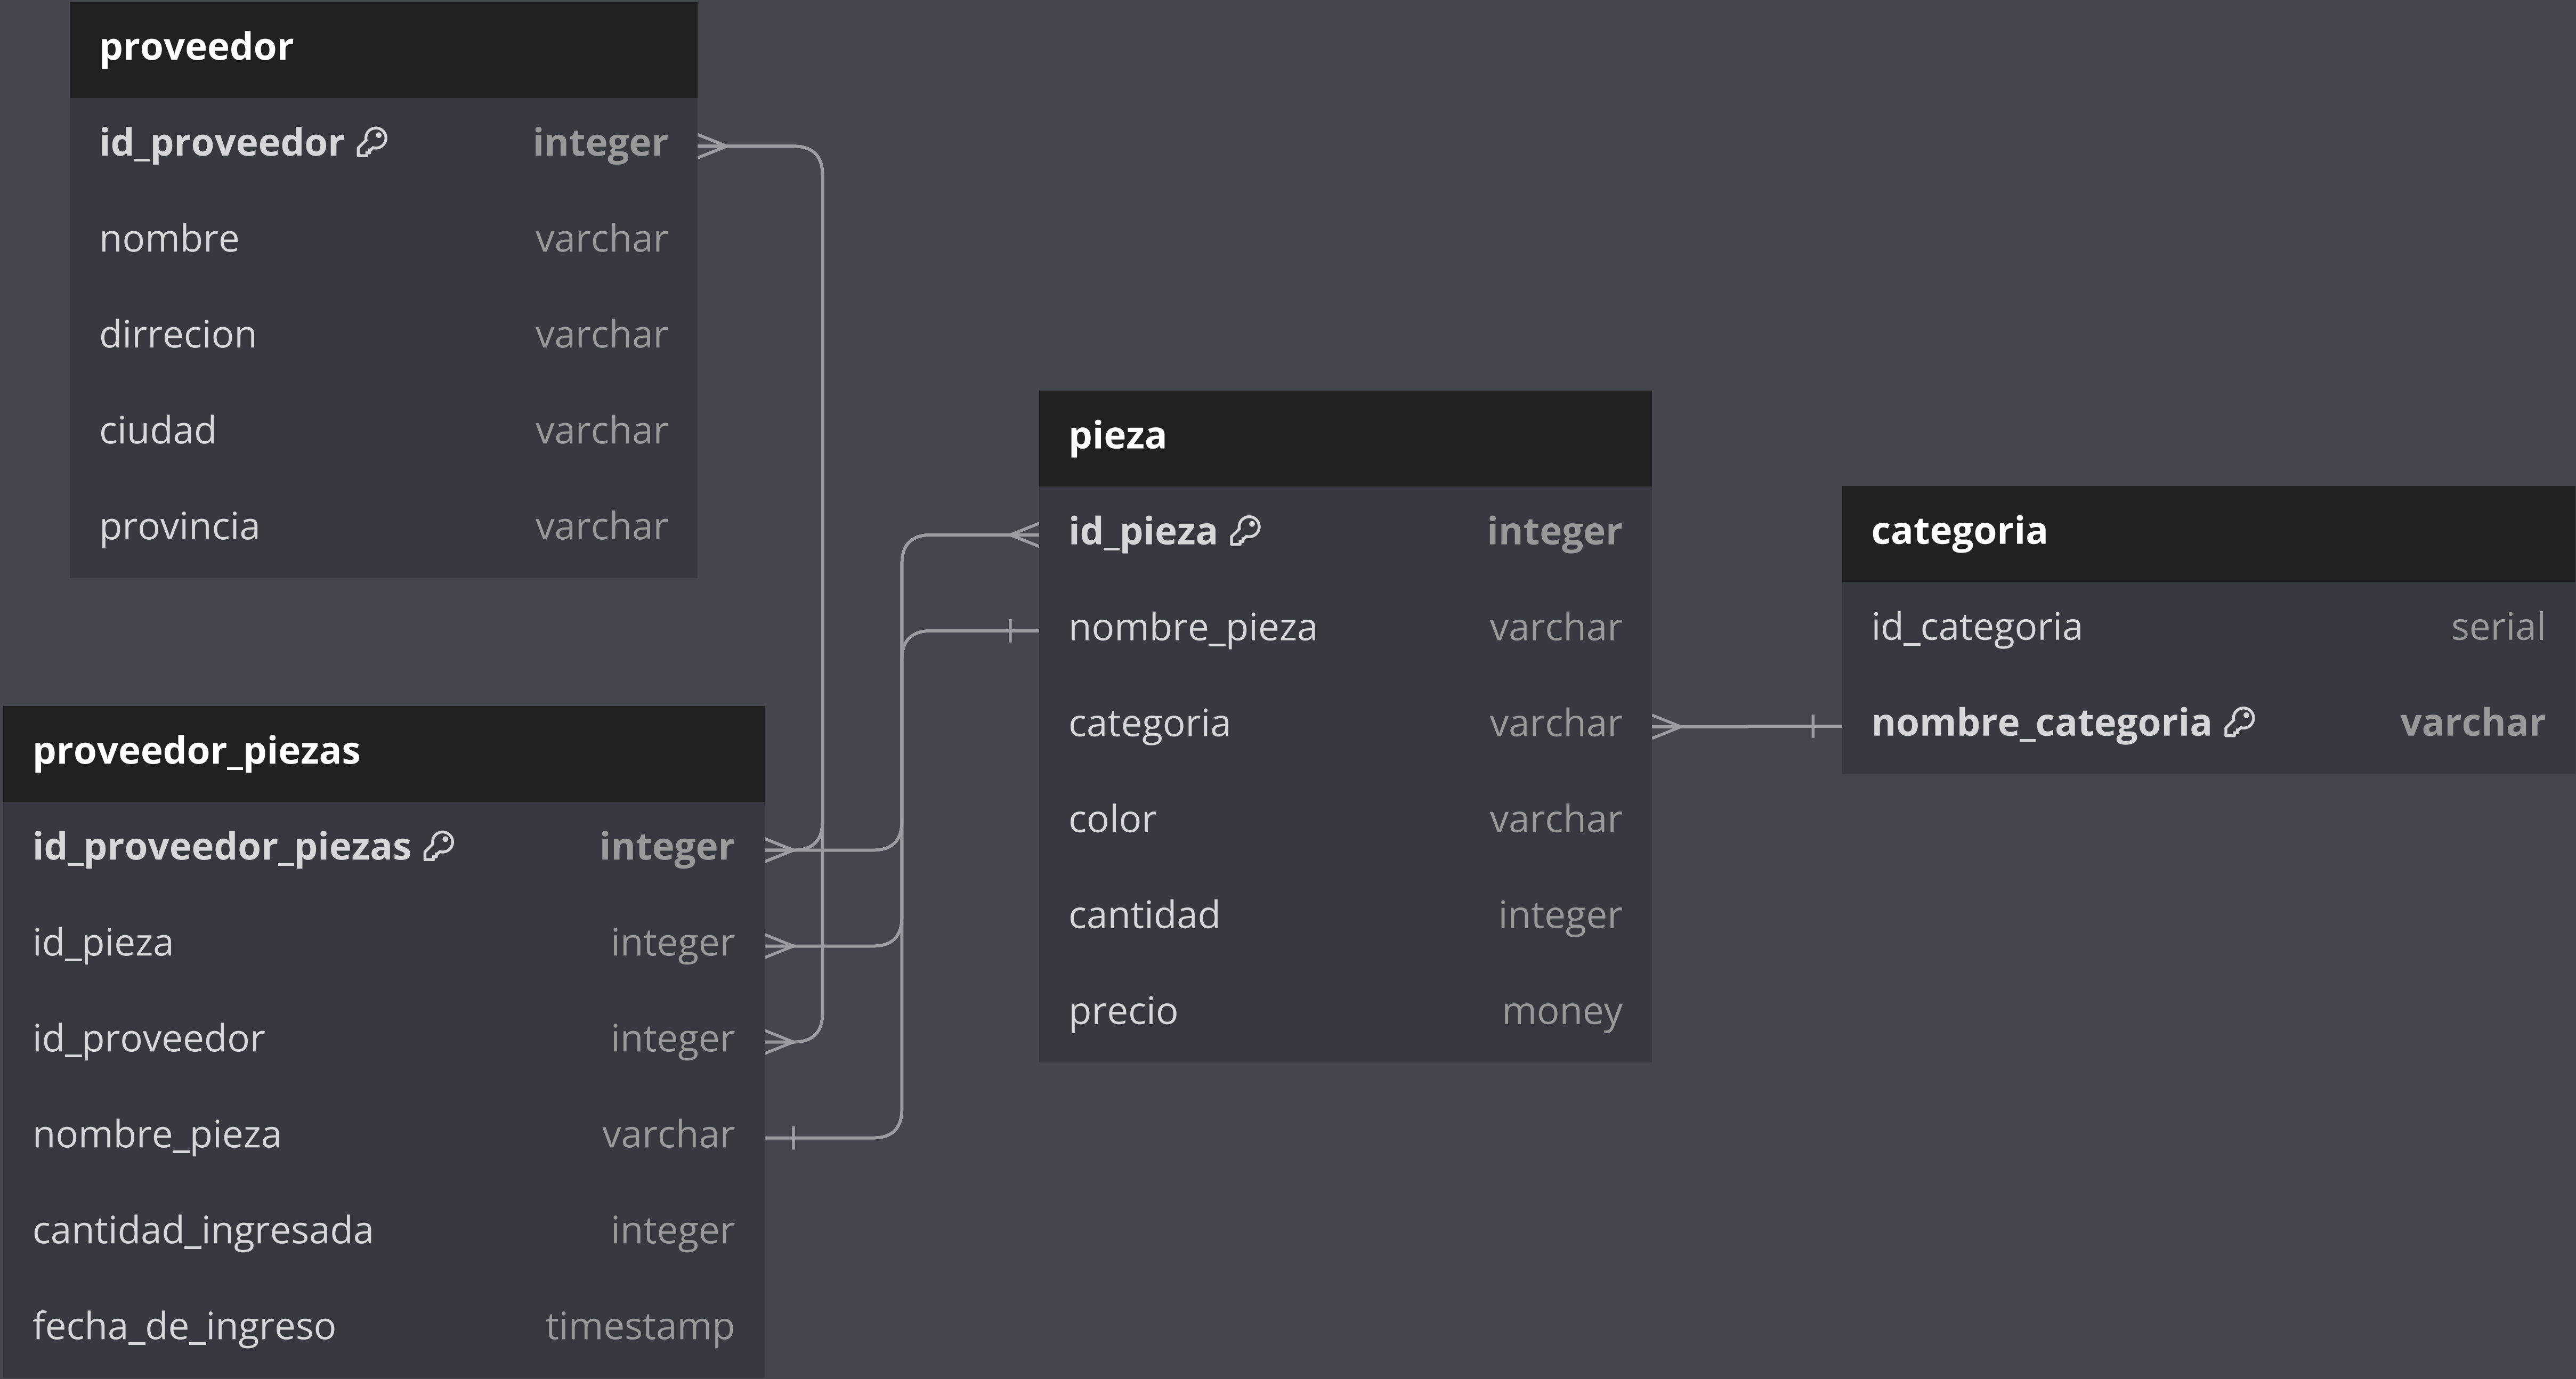 proveedor
id_proveedor integer
nombre varchar
dirrecion varchar
ciudad varchar
provincia varchar
proveedor_piezas
id_proveedor_piezas integer
id_pieza integer
id_proveedor integer
nombre_pieza varchar
cantidad_ingresada integer
fecha_de_ingreso timestamp
pieza
id_pieza integer
nombre_pieza varchar
categoria varchar
color varchar
cantidad integer
precio money
categoria
id_categoria serial
nombre_categoria varchar